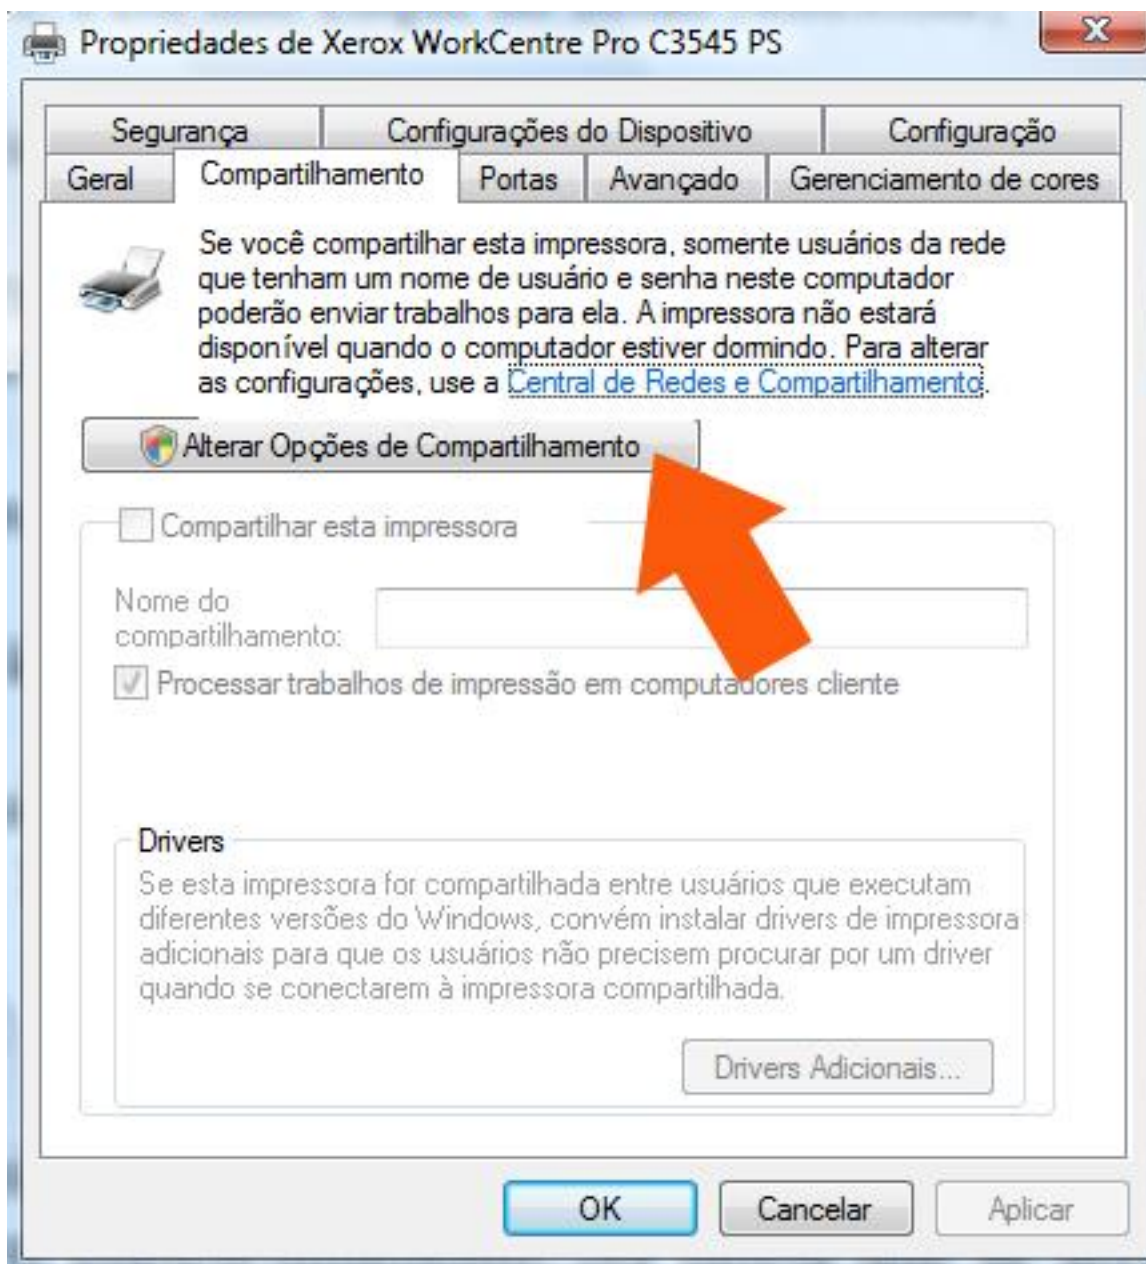 Propriedades de Xerox WorkCentre Pro C3545 PS
Segurança
Configurações do Dispositivo
Configuração
Geral
Compartilhamento
Portas
Avançado
Gerenciamento de cores
Se você compartilhar esta impressora, somente usuários da rede
que tenham um nome de usuário e senha neste computador
poderão enviar trabalhos para ela. A impressora não estará
disponível quando o computador estiver dormindo. Para alterar
as configurações, use a Central de Redes e Compartilhamento.
Alterar Opções de Compartilhamento
Compartilhar esta impressora
Nome do
compartilhamento:
Processar trabalhos de impressão em computadores cliente
Drivers
Se esta impressora for compartilhada entre usuários que executam
diferentes versões do Windows, convém instalar drivers de impressora
adicionais para que os usuários não precisem procurar por um driver
quando se conectarem à impressora compartilhada.
Drivers Adicionais...
OK
Cancelar
Aplicar